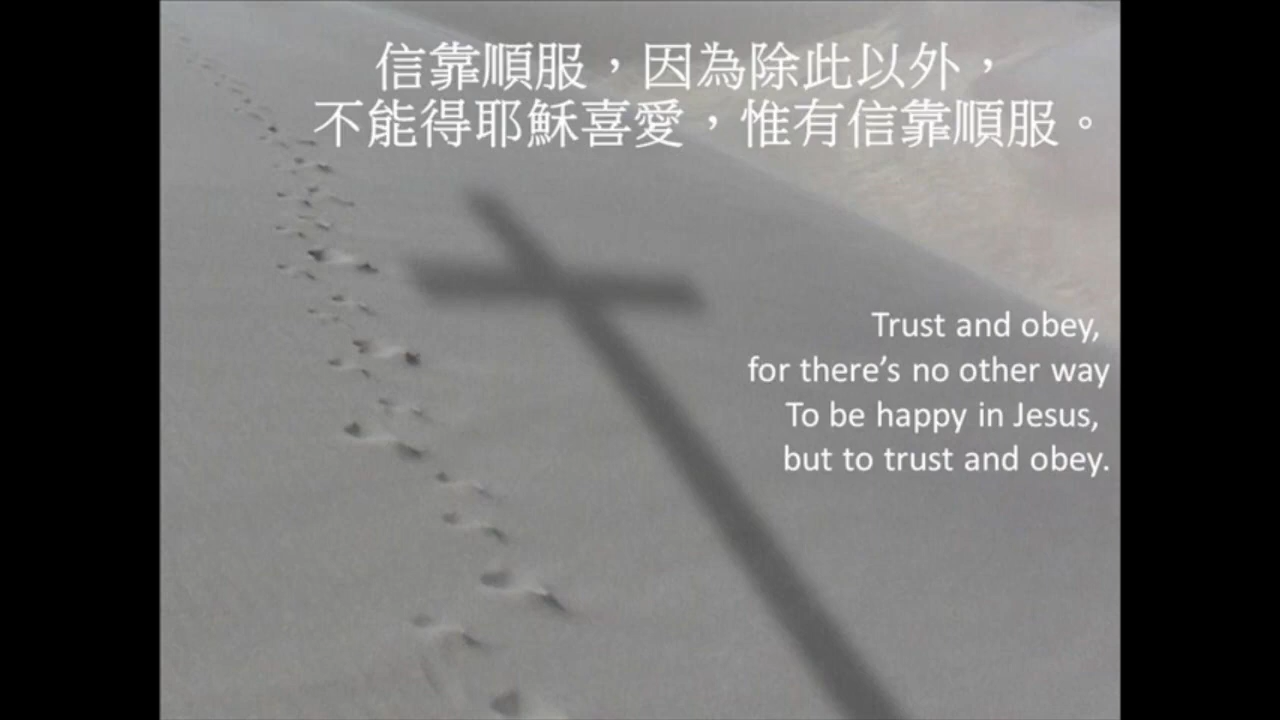 信靠順服，因為除此以外，
不能得耶穌喜愛，惟有信靠順服。
Trust and obey,
for there’s no other way
To be happy in Jesus,
but to trust and obey.